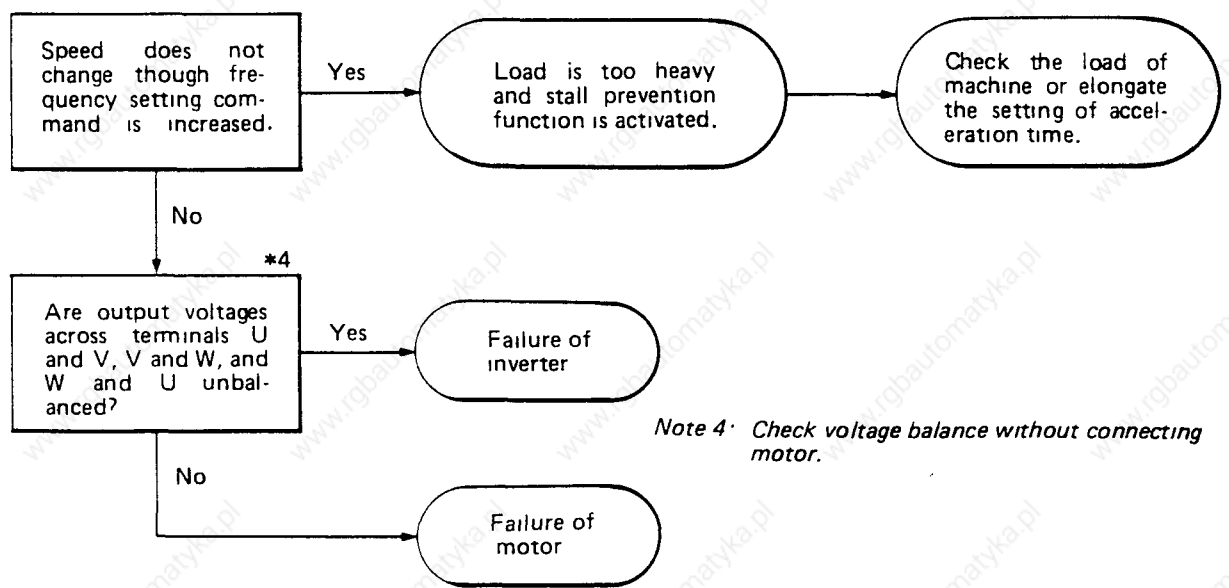 Speed does not
change though fre-
quency setting com-
mand is increased.
Yes
Load is too heavy
and stall prevention
function is activated.
Check the load of
machine or elongate
the setting of accel-
eration time.
No
*4
Are output voltages
across terminals U
and V, V and W, and
W and U unbal-
anced?
Yes
Failure of
inverter
Note 4· Check voltage balance without connecting
motor.
No
Failure of
motor
www.rgbautomatyka.pl